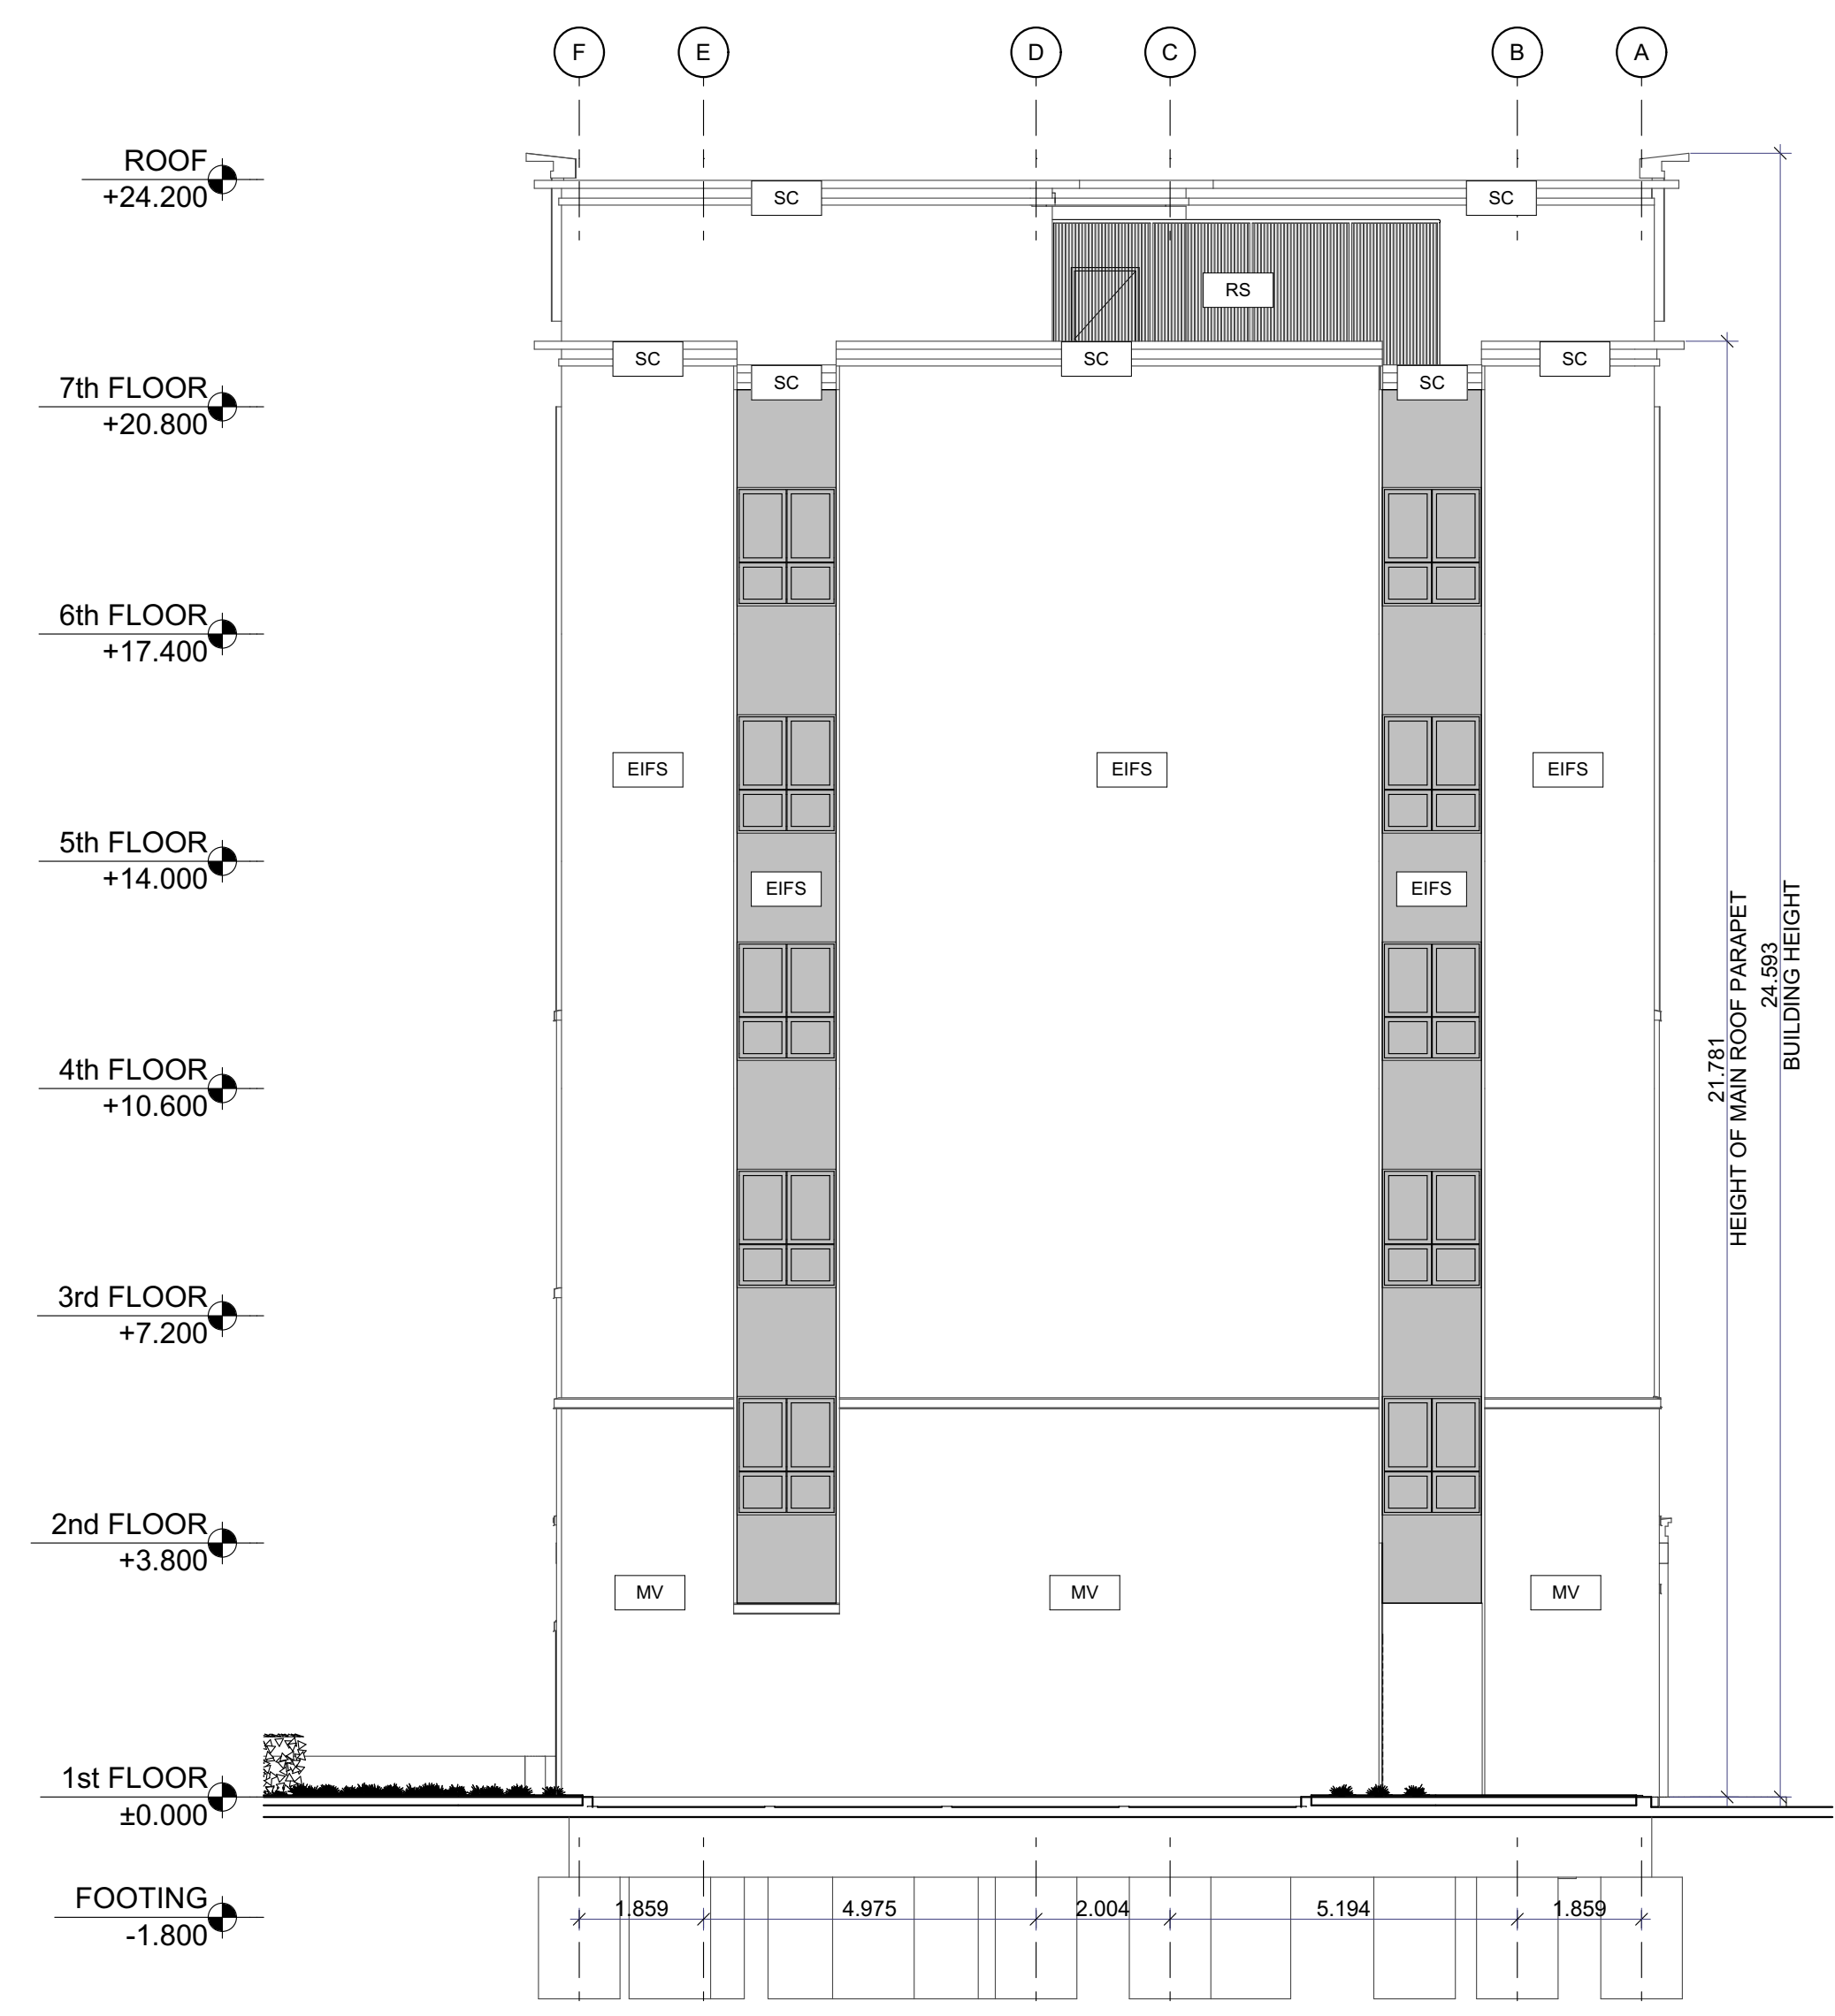 F E D C B A
ROOF
+24.200
SC SC
RS
SC SC SC
SC SC
7th FLOOR
+20.800
6th FLOOR
+17.400
EIFS EIFS EIFS
5th FLOOR
+14.000
EIFS EIFS
21.781
HEIGHT OF MAIN ROOF PARAPET
24.593
BUILDING HEIGHT
4th FLOOR
+10.600
3rd FLOOR
+7.200
2nd FLOOR
+3.800
MV MV MV
1st FLOOR
±0.000
FOOTING
-1.800
1.859 4.975 2.004 5.194 1.859